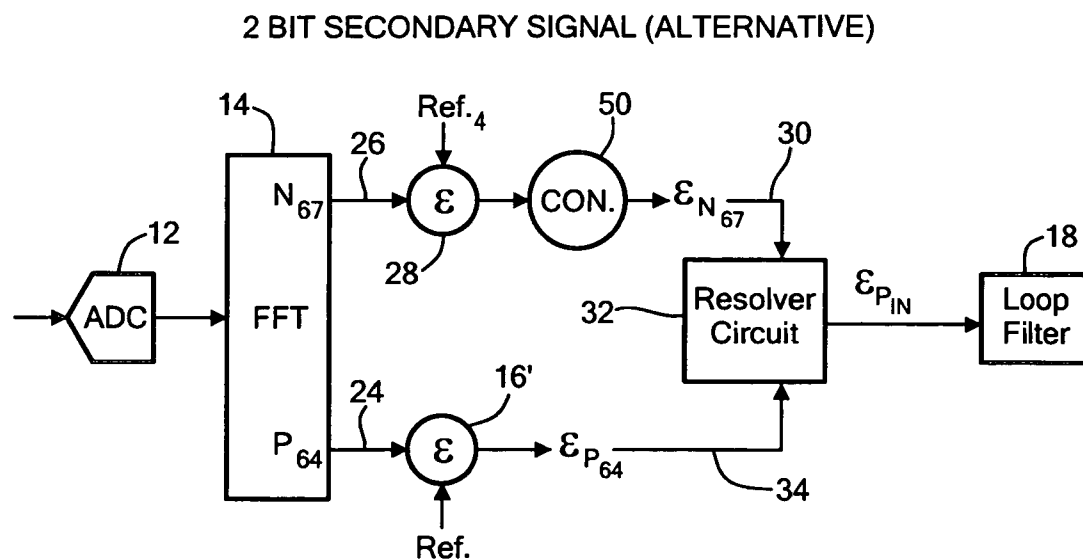 2 BIT SECONDARY SIGNAL (ALTERNATIVE)
14
26
Ref.4
50
30
N67
ε
CON.
εN67
12
28
18
ADC
FFT
32
Resolver
Circuit
εPIN
Loop
Filter
24
16'
P64
ε
εP64
34
Ref.